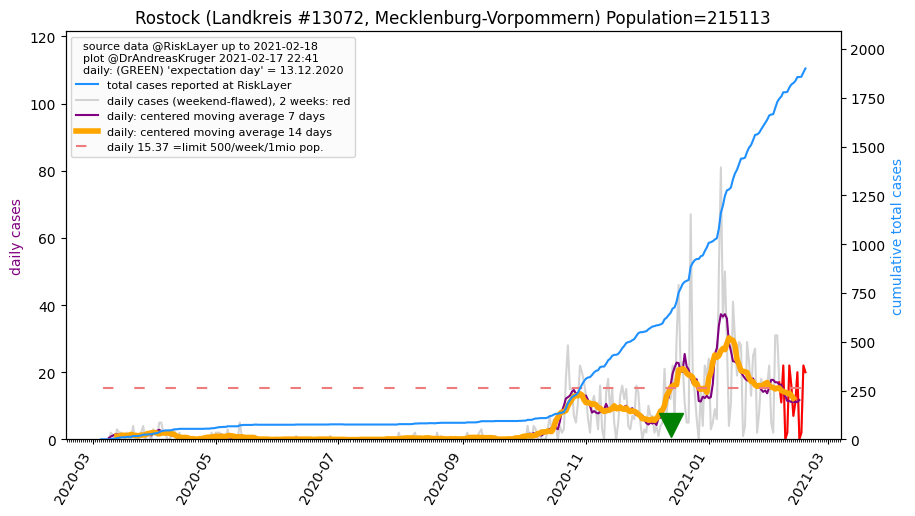 Rostock (Landkreis #13072, Mecklenburg-Vorpommern) Population=215113
source data @RiskLayer up to 2021-02-18
plot @DrAndreasKruger 2021-02-17 22:41
daily: (GREEN) 'expectation day' = 13.12.2020
total cases reported at RiskLayer
daily cases (weekend-flawed), 2 weeks: red
daily: centered moving average 7 days
daily: centered moving average 14 days
daily 15.37 =limit 500/week/1mio pop.
daily cases
120
100
80
60
40
20
0
cumulative total cases
2000
1750
1500
1250
1000
750
500
250
0
2020-03
2020-05
2020-07
2020-09
2020-11
2021-01
2021-03